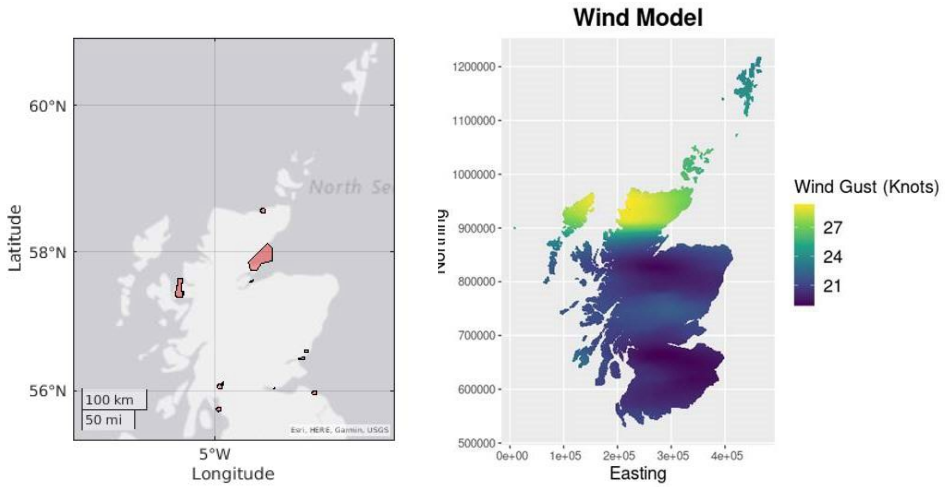 Wind Model
60°N
58°N
56°N
Latitude
North Se
100 km
50 mi
Esri, HERE, Garmin, USGS
5°W
Longitude
1200000
1100000
1000000
900000
800000
700000
600000
500000
Northing
0e+00 1e+05 2e+05 3e+05 4e+05
Easting
Wind Gust (Knots)
27
24
21